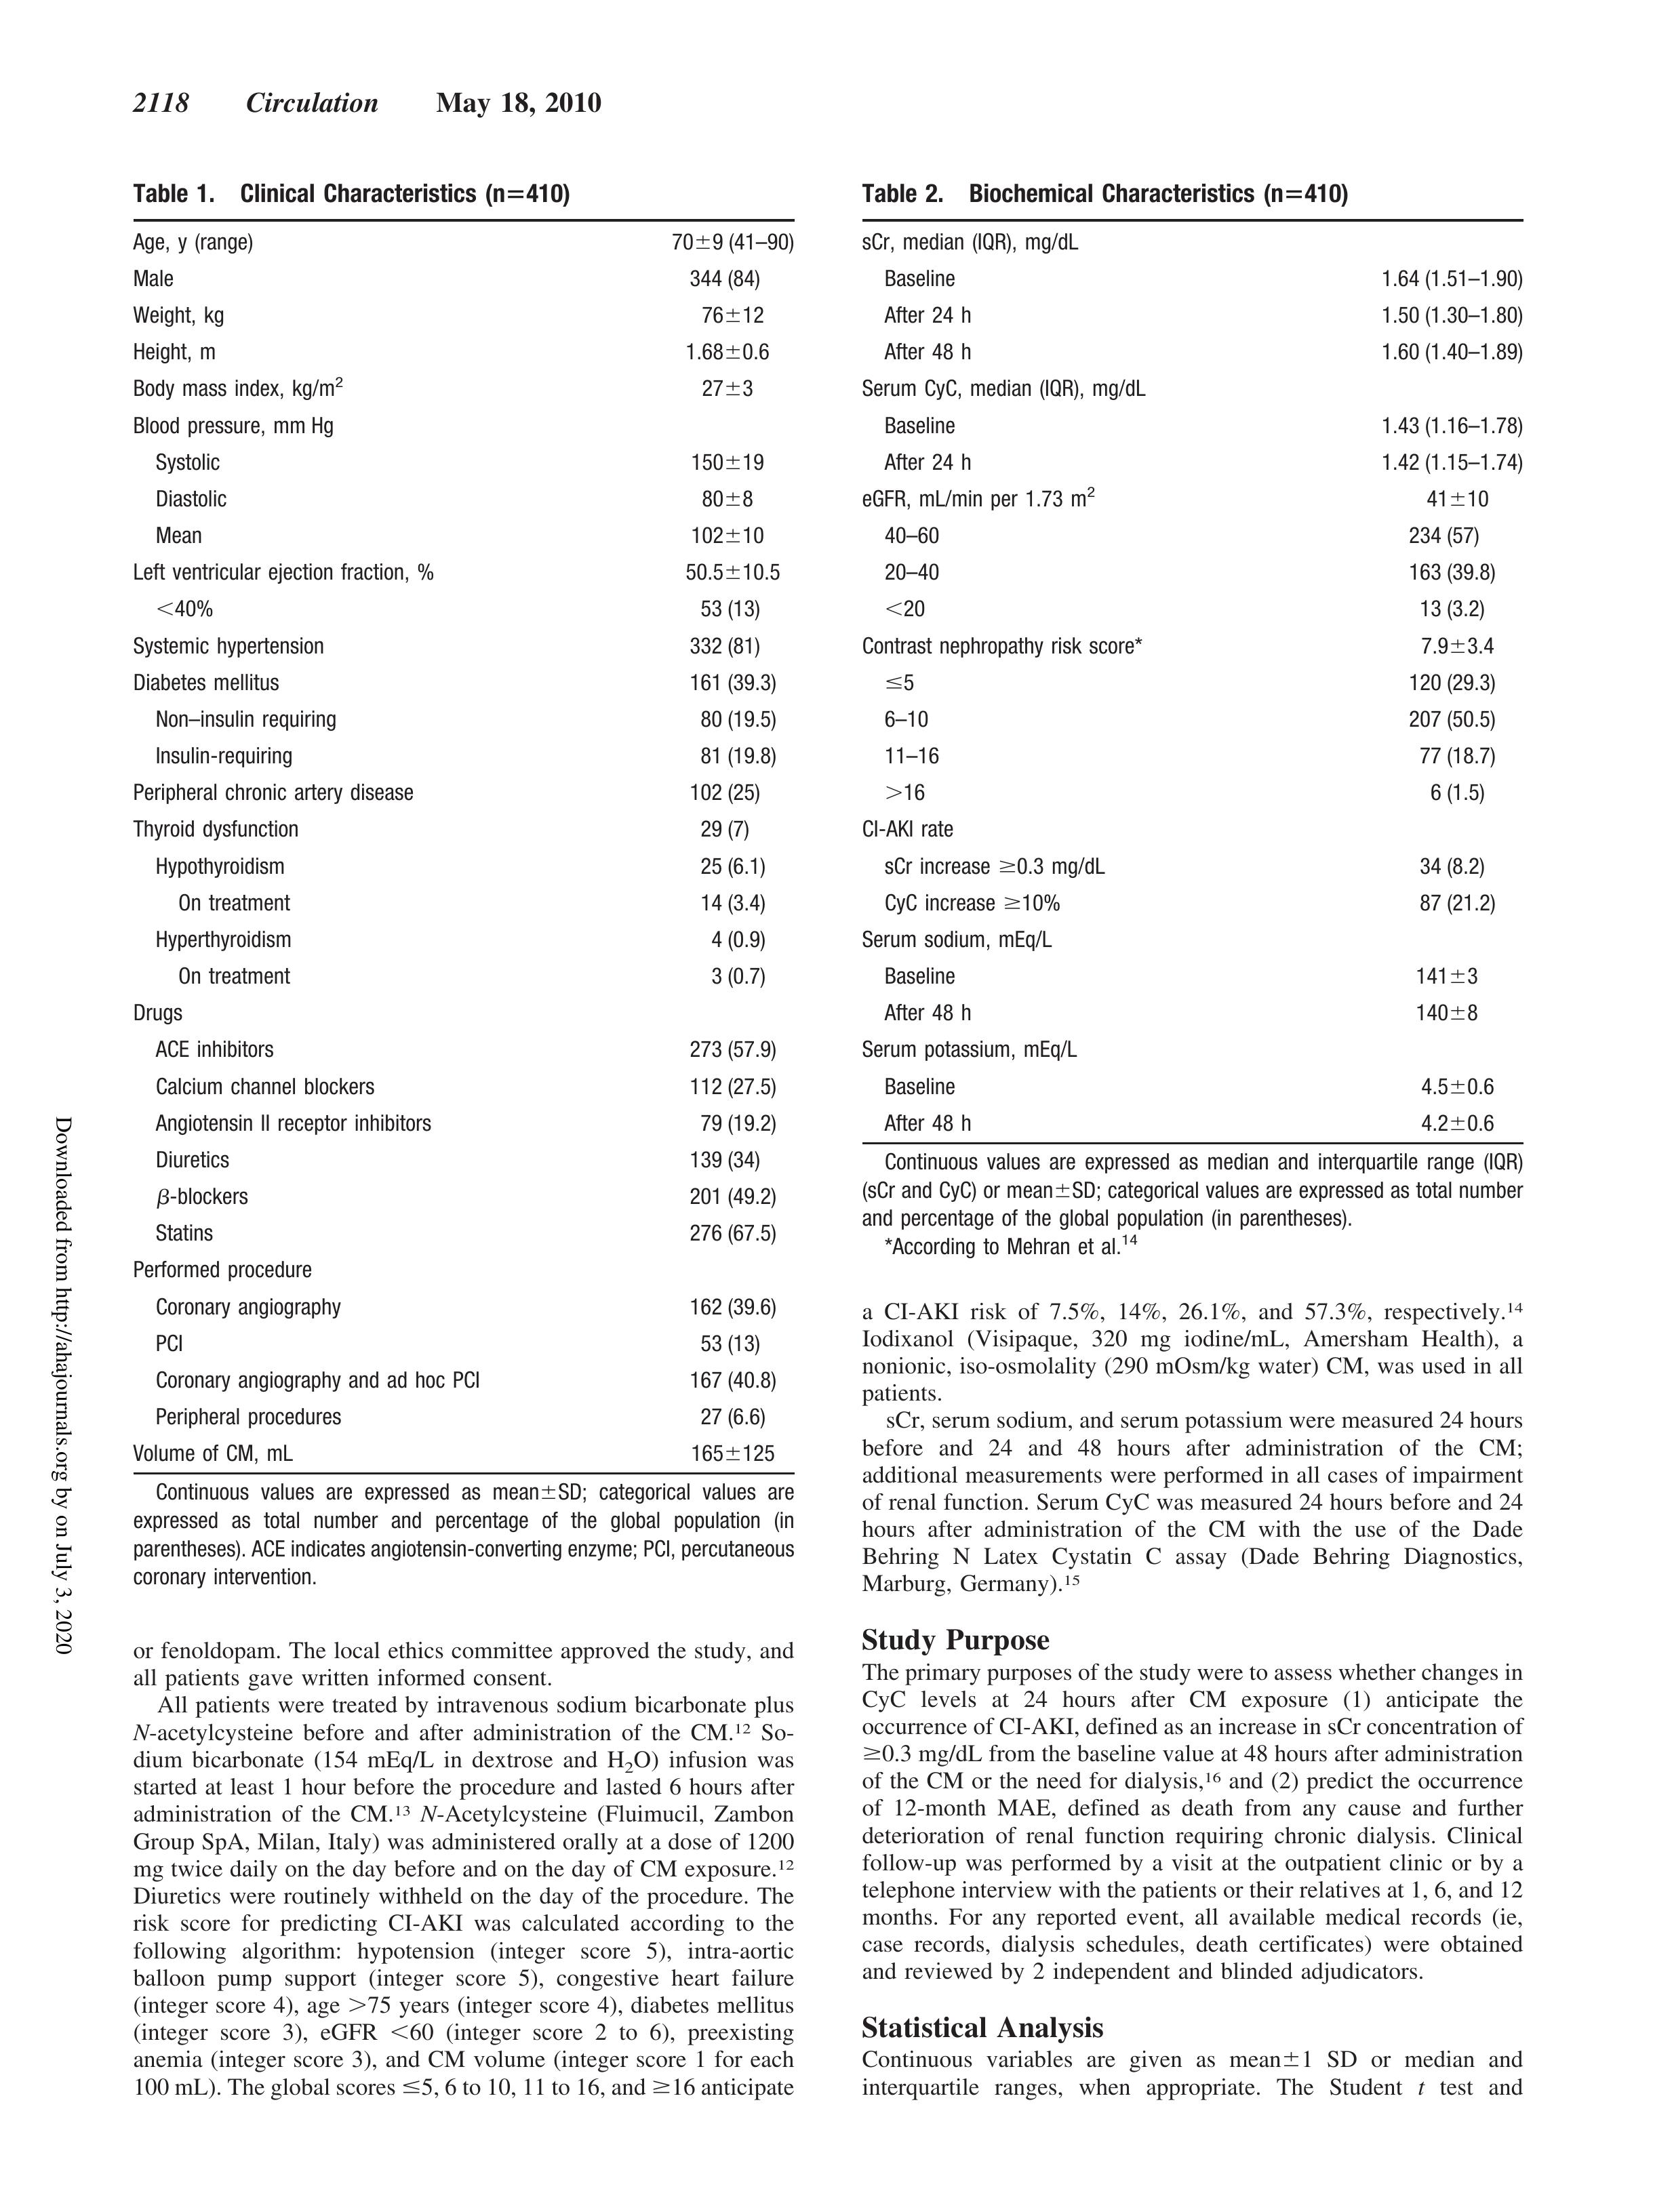 2118 Circulation May 18, 2010
Table 1. Clinical Characteristics (n=410)
Age, y (range) 70±9 (41–90)
Male 344 (84)
Weight, kg 76±12
Height, m 1.68±0.6
Body mass index, kg/m² 27±3
Blood pressure, mm Hg
Systolic 150±19
Diastolic 80±8
Mean 102±10
Left ventricular ejection fraction, % 50.5±10.5
<40% 53 (13)
Systemic hypertension 332 (81)
Diabetes mellitus 161 (39.3)
Non–insulin requiring 80 (19.5)
Insulin-requiring 81 (19.8)
Peripheral chronic artery disease 102 (25)
Thyroid dysfunction 29 (7)
Hypothyroidism 25 (6.1)
On treatment 14 (3.4)
Hyperthyroidism 4 (0.9)
On treatment 3 (0.7)
Drugs
ACE inhibitors 273 (57.9)
Calcium channel blockers 112 (27.5)
Angiotensin II receptor inhibitors 79 (19.2)
Diuretics 139 (34)
β-blockers 201 (49.2)
Statins 276 (67.5)
Performed procedure
Coronary angiography 162 (39.6)
PCI 53 (13)
Coronary angiography and ad hoc PCI 167 (40.8)
Peripheral procedures 27 (6.6)
Volume of CM, mL 165±125
Continuous values are expressed as mean±SD; categorical values are
expressed as total number and percentage of the global population (in
parentheses). ACE indicates angiotensin-converting enzyme; PCI, percutaneous
coronary intervention.
or fenoldopam. The local ethics committee approved the study, and
all patients gave written informed consent.
All patients were treated by intravenous sodium bicarbonate plus
N-acetylcysteine before and after administration of the CM.¹² So-
dium bicarbonate (154 mEq/L in dextrose and H₂O) infusion was
started at least 1 hour before the procedure and lasted 6 hours after
administration of the CM.¹³ N-Acetylcysteine (Fluimucil, Zambon
Group SpA, Milan, Italy) was administered orally at a dose of 1200
mg twice daily on the day before and on the day of CM exposure.¹²
Diuretics were routinely withheld on the day of the procedure. The
risk score for predicting CI-AKI was calculated according to the
following algorithm: hypotension (integer score 5), intra-aortic
balloon pump support (integer score 5), congestive heart failure
(integer score 4), age >75 years (integer score 4), diabetes mellitus
(integer score 3), eGFR <60 (integer score 2 to 6), preexisting
anemia (integer score 3), and CM volume (integer score 1 for each
100 mL). The global scores ≤5, 6 to 10, 11 to 16, and ≥16 anticipate
Table 2. Biochemical Characteristics (n=410)
sCr, median (IQR), mg/dL
Baseline 1.64 (1.51–1.90)
After 24 h 1.50 (1.30–1.80)
After 48 h 1.60 (1.40–1.89)
Serum CyC, median (IQR), mg/dL
Baseline 1.43 (1.16–1.78)
After 24 h 1.42 (1.15–1.74)
eGFR, mL/min per 1.73 m² 41±10
40–60 234 (57)
20–40 163 (39.8)
<20 13 (3.2)
Contrast nephropathy risk score* 7.9±3.4
≤5 120 (29.3)
6–10 207 (50.5)
11–16 77 (18.7)
>16 6 (1.5)
CI-AKI rate
sCr increase ≥0.3 mg/dL 34 (8.2)
CyC increase ≥10% 87 (21.2)
Serum sodium, mEq/L
Baseline 141±3
After 48 h 140±8
Serum potassium, mEq/L
Baseline 4.5±0.6
After 48 h 4.2±0.6
Continuous values are expressed as median and interquartile range (IQR)
(sCr and CyC) or mean±SD; categorical values are expressed as total number
and percentage of the global population (in parentheses).
*According to Mehran et al.¹⁴
a CI-AKI risk of 7.5%, 14%, 26.1%, and 57.3%, respectively.¹⁴
Iodixanol (Visipaque, 320 mg iodine/mL, Amersham Health), a
nonionic, iso-osmolality (290 mOsm/kg water) CM, was used in all
patients.
sCr, serum sodium, and serum potassium were measured 24 hours
before and 24 and 48 hours after administration of the CM;
additional measurements were performed in all cases of impairment
of renal function. Serum CyC was measured 24 hours before and 24
hours after administration of the CM with the use of the Dade
Behring N Latex Cystatin C assay (Dade Behring Diagnostics,
Marburg, Germany).¹⁵
Study Purpose
The primary purposes of the study were to assess whether changes in
CyC levels at 24 hours after CM exposure (1) anticipate the
occurrence of CI-AKI, defined as an increase in sCr concentration of
≥0.3 mg/dL from the baseline value at 48 hours after administration
of the CM or the need for dialysis,¹⁶ and (2) predict the occurrence
of 12-month MAE, defined as death from any cause and further
deterioration of renal function requiring chronic dialysis. Clinical
follow-up was performed by a visit at the outpatient clinic or by a
telephone interview with the patients or their relatives at 1, 6, and 12
months. For any reported event, all available medical records (ie,
case records, dialysis schedules, death certificates) were obtained
and reviewed by 2 independent and blinded adjudicators.
Statistical Analysis
Continuous variables are given as mean±1 SD or median and
interquartile ranges, when appropriate. The Student t test and
Downloaded from http://ahajournals.org by on July 3, 2020